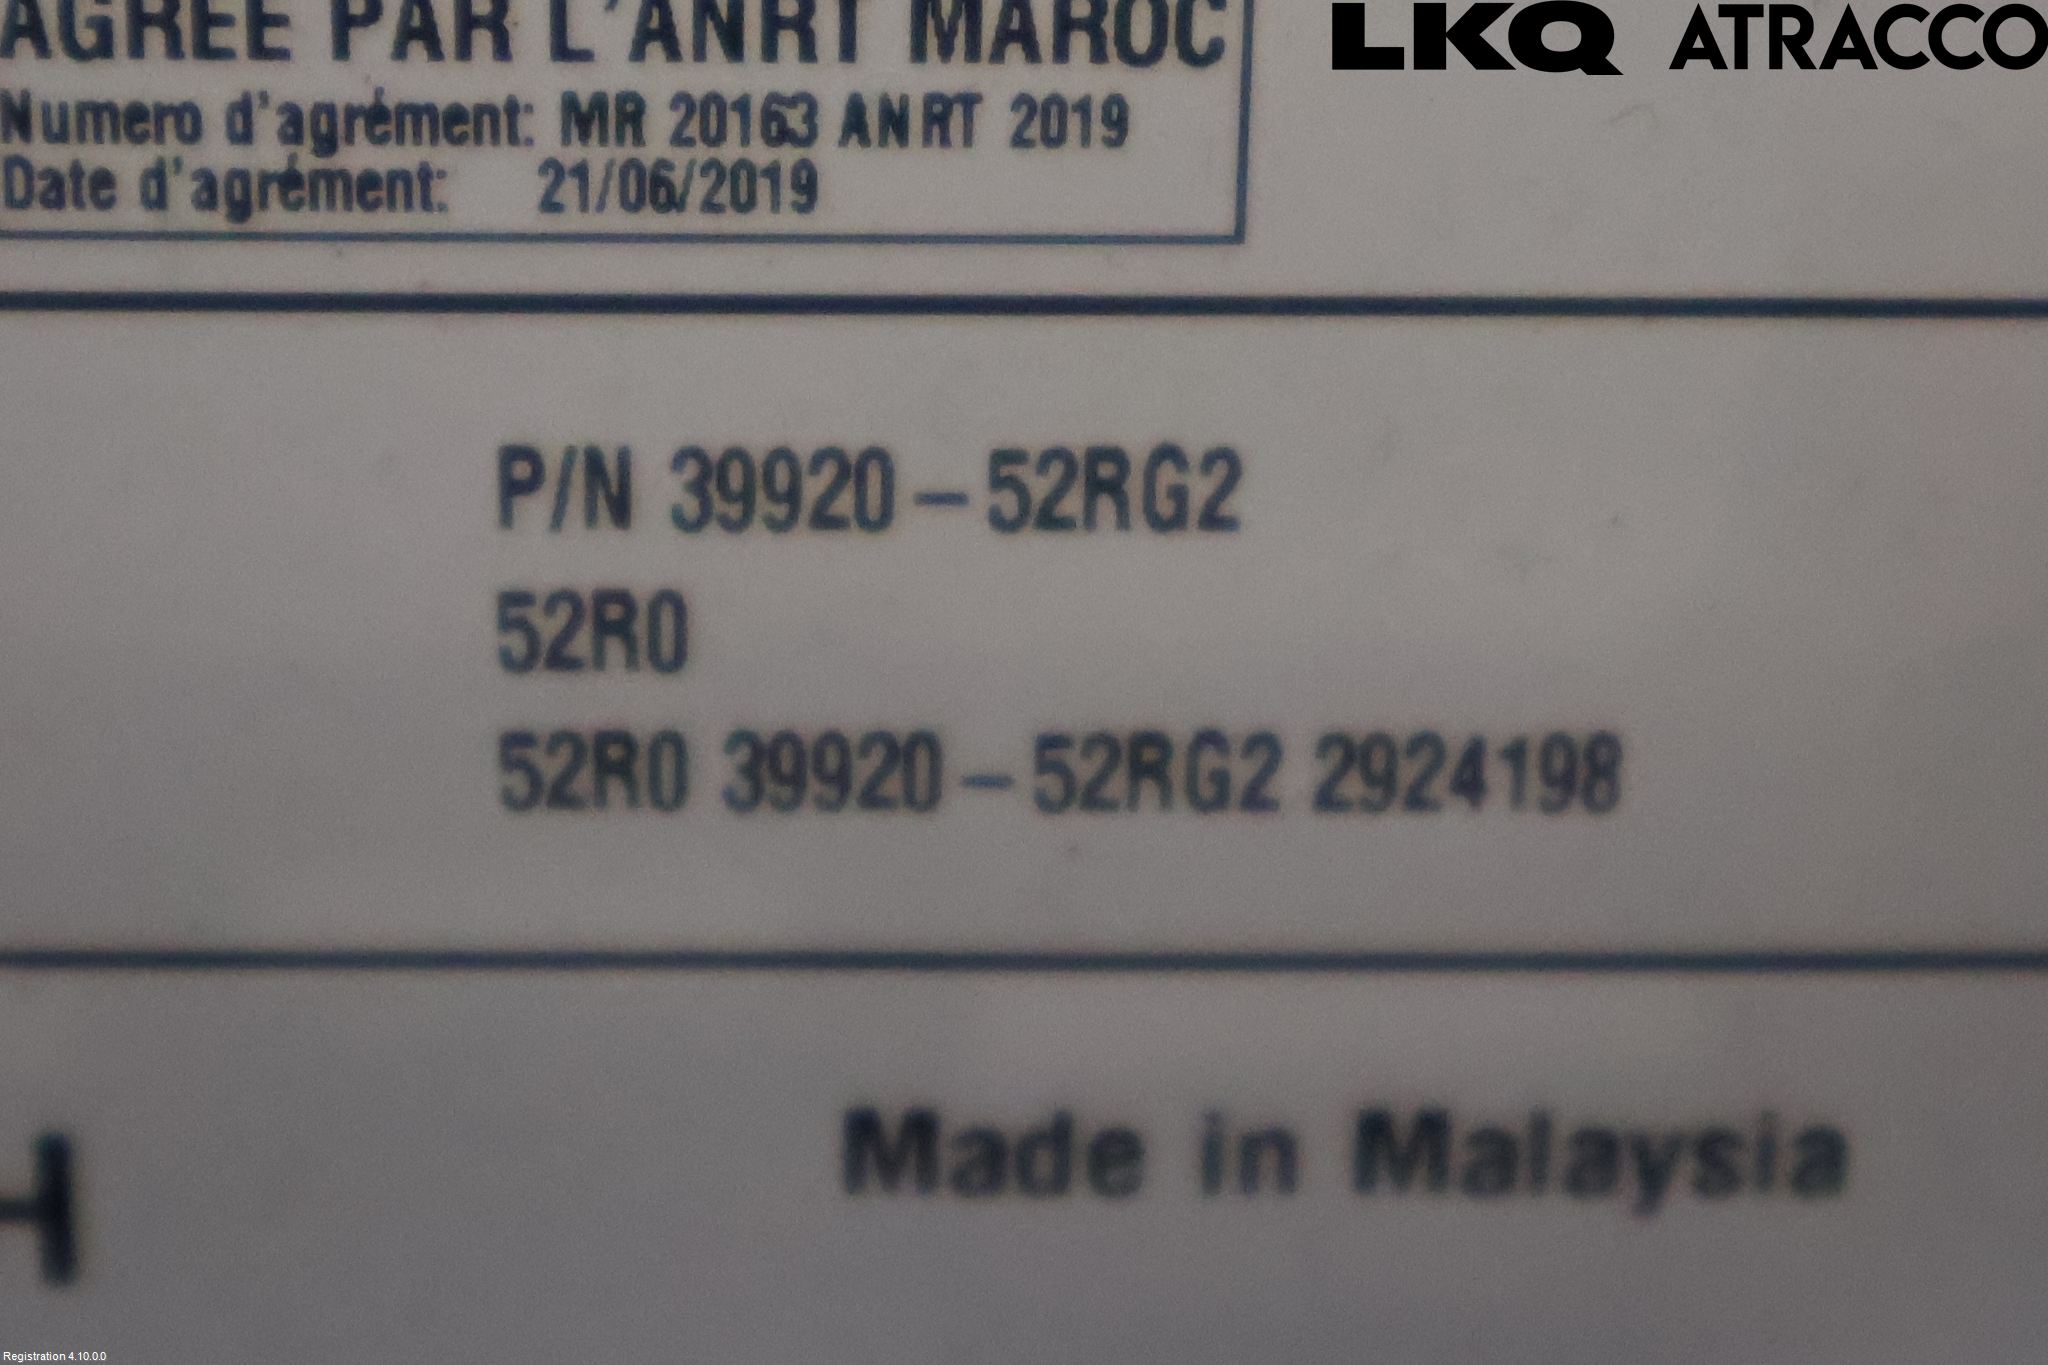 AGRÉÉ PAR L'ANRT MAROC
LKQ ATRACCO
Numero d'agrément: MR 20163 ANRT 2019
Date d'agrément: 21/06/2019
P/N 39920-52RG2
52R0
52R0 39920-52RG2 2924198
Made in Malaysia
Registration 4.10.0.0